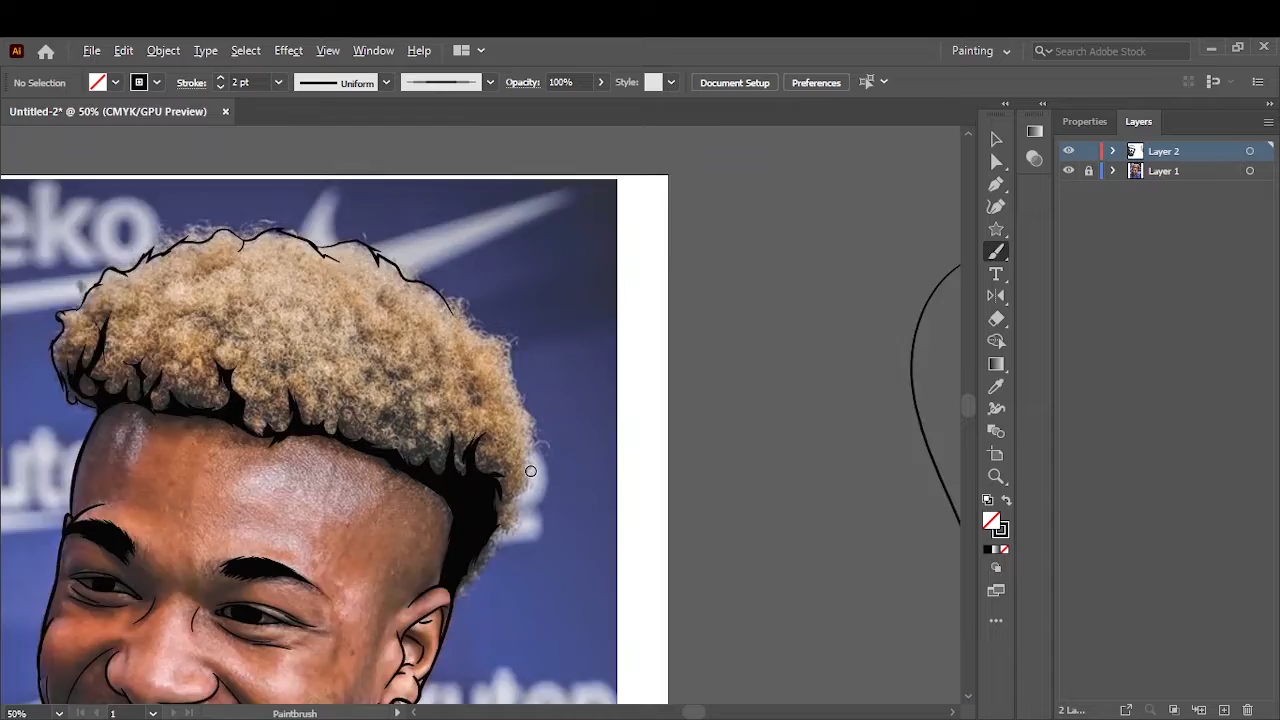 Ai File Edit Object Type Select Effect View Window Help Painting Search Adobe Stock
No Selection Stroke: 2 pt Uniform Opacity: 100% Style: Document Setup Preferences
Untitled-2* @ 50% (CMYK/GPU Preview) ×
Properties Layers
Layer 2
Layer 1
eko
50% 1 Paintbrush 2 La...